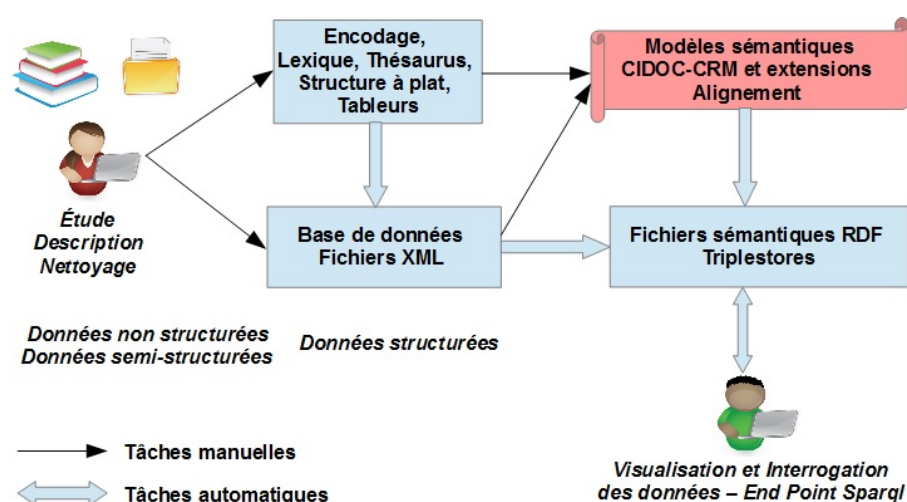 Encodage,
Lexique, Thésaurus,
Structure à plat,
Tableurs
Modèles sémantiques
CIDOC-CRM et extensions
Alignement
Étude
Description
Nettoyage
Base de données
Fichiers XML
Fichiers sémantiques RDF
Triplestores
Données non structurées
Données semi-structurées
Données structurées
Tâches manuelles
Tâches automatiques
Visualisation et Interrogation
des données – End Point Sparql